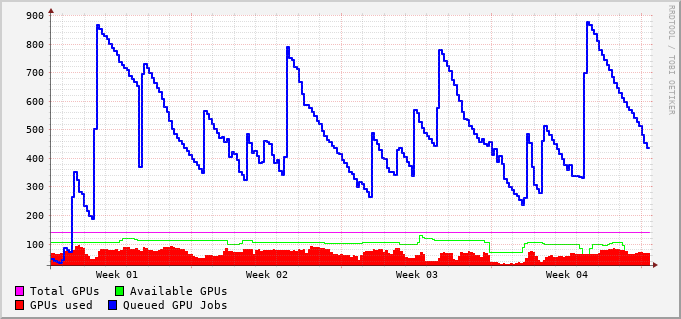 900
800
700
600
500
400
300
200
100
Week 01 Week 02 Week 03 Week 04
Total GPUs Available GPUs
GPUs used Queued GPU Jobs
RRDTOOL / TOBI OETIKER